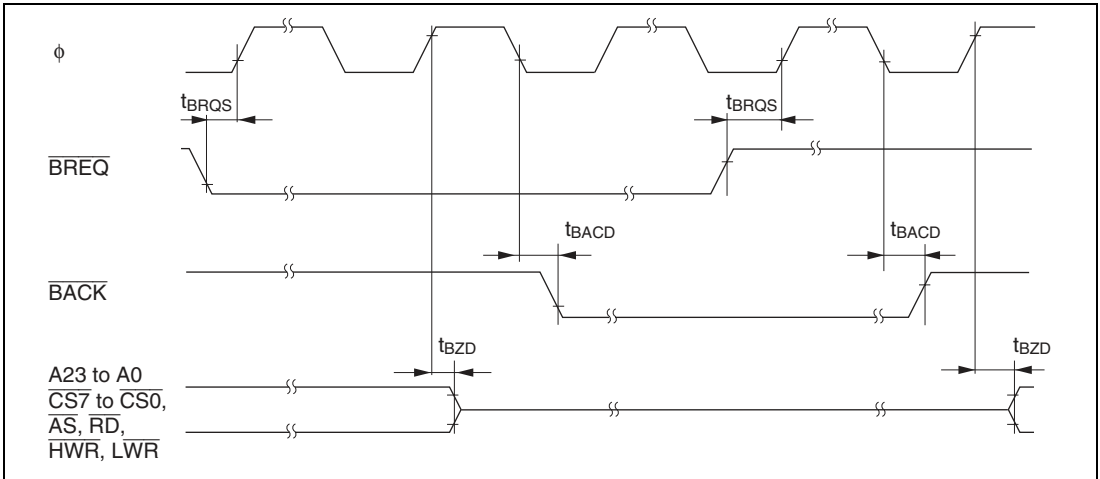 ϕ
tBRQS
tBRQS
BREQ
tBACD
tBACD
BACK
tBZD
tBZD
A23 to A0
CS7 to CS0,
AS, RD,
HWR, LWR